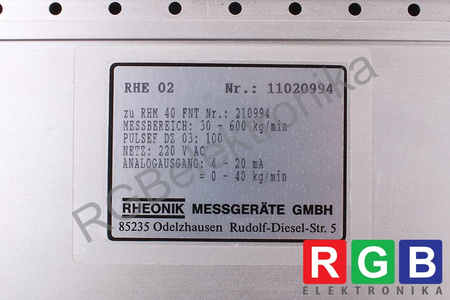 RHE 02 Nr.: 11020994
zu RHM 40 FNT Nr.: 210994
MESSBEREICH: 30 - 600 kg/min
PULSEF DZ 03: 100
NETZ: 220 V AC
ANALOGAUSGANG: 4 - 20 mA
= 0 - 40 kg/min
RHEONIK MESSGERÄTE GMBH
85235 Odelzhausen Rudolf-Diesel-Str. 5
RGBelektronika
RGB
ELEKTRONIKA